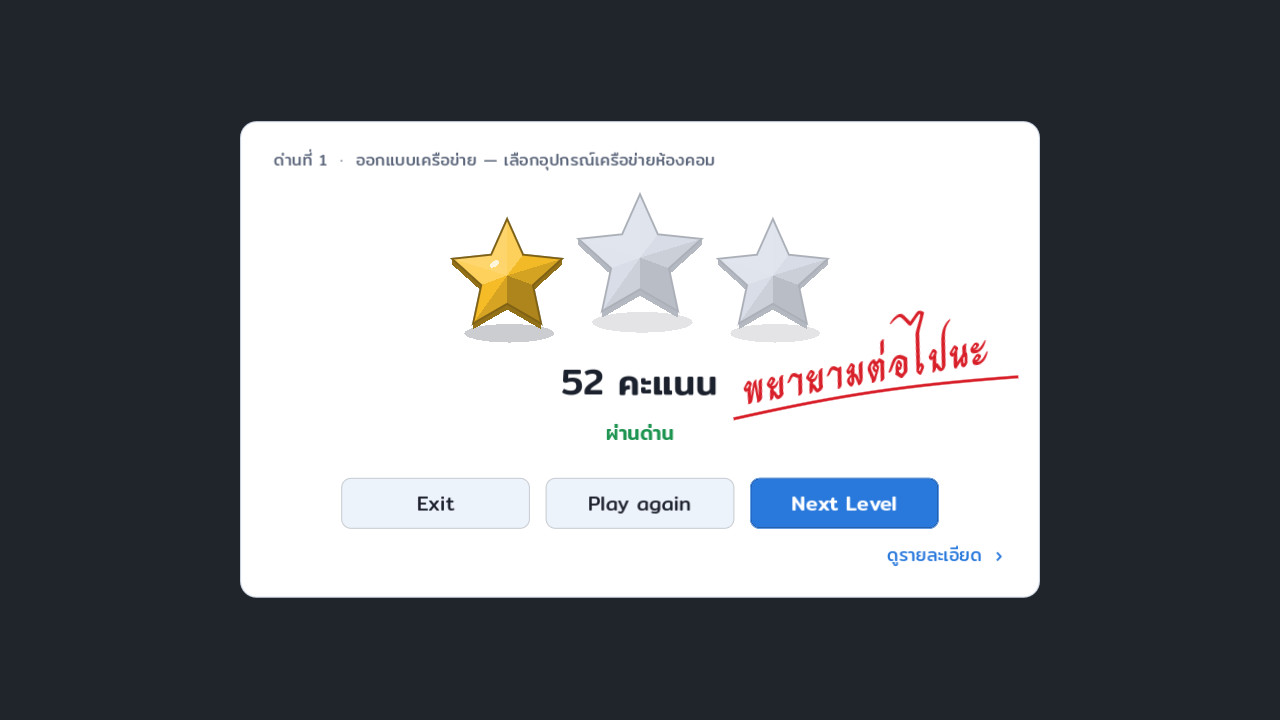 ด่านที่ 1 · ออกแบบเครือข่าย — เลือกอุปกรณ์เครือข่ายห้องคอม
52 คะแนน
พยายามต่อไปนะ
ผ่านด่าน
Exit
Play again
Next Level
ดูรายละเอียด ›